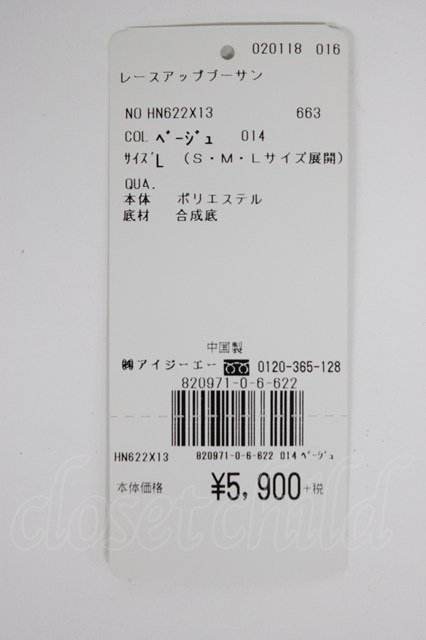 020118 016
レースアップブーサン
NO HN622X13 663
COL ﾍﾞｰｼﾞｭ 014
ｻｲｽﾞ L (S・M・Lサイズ展開)
QUA.
本体 ポリエステル
底材 合成底
中国製
㈱アイジーエー 0120-365-128
820971-0-6-622
HN622X13 820971-0-6-622 014 ﾍﾞｰｼﾞｭ
本体価格 ¥5,900+税
closetchild